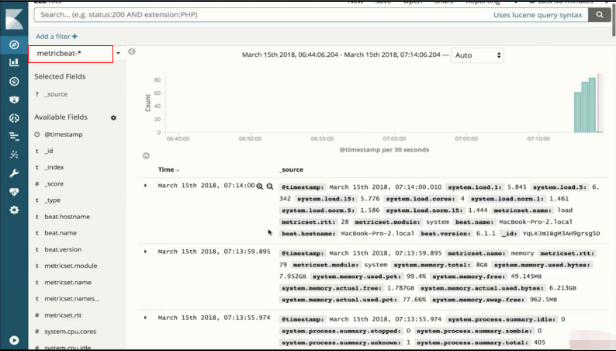 New Save Open Share Reporting
Search... (e.g. status:200 AND extension:PHP)
Uses lucene query syntax
Add a filter +
metricbeat-*
March 15th 2018, 06:44:06.204 - March 15th 2018, 07:14:06.204 — Auto
Selected Fields
? _source
Available Fields
@timestamp
t _id
t _index
# _score
t _type
t beat.hostname
t beat.name
t beat.version
t metricset.module
t metricset.name
t metricset.names...
# metricset.rtt
# system.cpu.cores
# system.cpu.idle
Count
80
60
40
20
0
06:45:00 06:50:00 06:55:00 07:00:00 07:05:00 07:10:00
@timestamp per 30 seconds
Time _source
March 15th 2018, 07:14:00
@timestamp: March 15th 2018, 07:14:00.010 system.load.1: 5.845 system.load.5: 6.
342 system.load.15: 5.776 system.load.cores: 4 system.load.norm.1: 1.461
system.load.norm.5: 1.586 system.load.norm.15: 1.444 metricset.name: load
metricset.rtt: 28 metricset.module: system beat.name: MacBook-Pro-2.local
beat.hostname: MacBook-Pro-2.local beat.version: 6.1.1 _id:
March 15th 2018, 07:13:59.895
@timestamp: March 15th 2018, 07:13:59.895 metricset.name: memory metricset.rtt:
79 metricset.module: system system.memory.total: 8GB system.memory.used.bytes:
7.952GB system.memory.used.pct: 99.4% system.memory.free: 49.145MB
system.memory.actual.free: 1.787GB system.memory.actual.used.bytes: 6.213GB
system.memory.actual.used.pct: 77.66% system.memory.swap.free: 962.5MB
March 15th 2018, 07:13:55.974
@timestamp: March 15th 2018, 07:13:55.974 system.process.summary.idle: 0
system.process.summary.stopped: 0 system.process.summary.zombie: 0
system.process.summary.unknown: 1 system.process.summary.total: 405